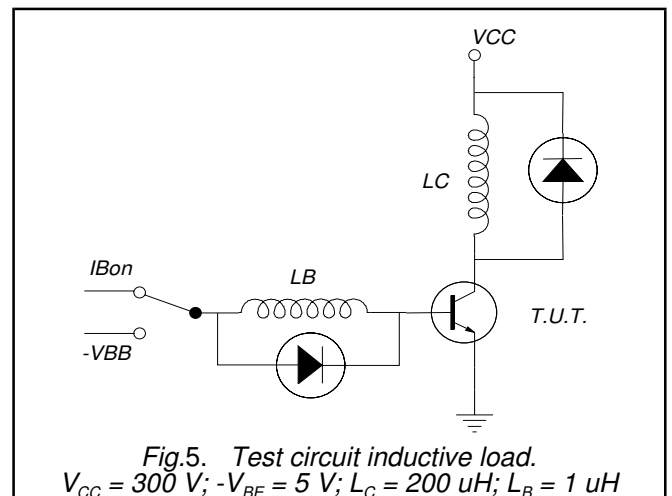 VCC
LC
IBon
LB
T.U.T.
-VBB
Fig.5. Test circuit inductive load.
V_CC = 300 V; -V_BE = 5 V; L_C = 200 uH; L_B = 1 uH